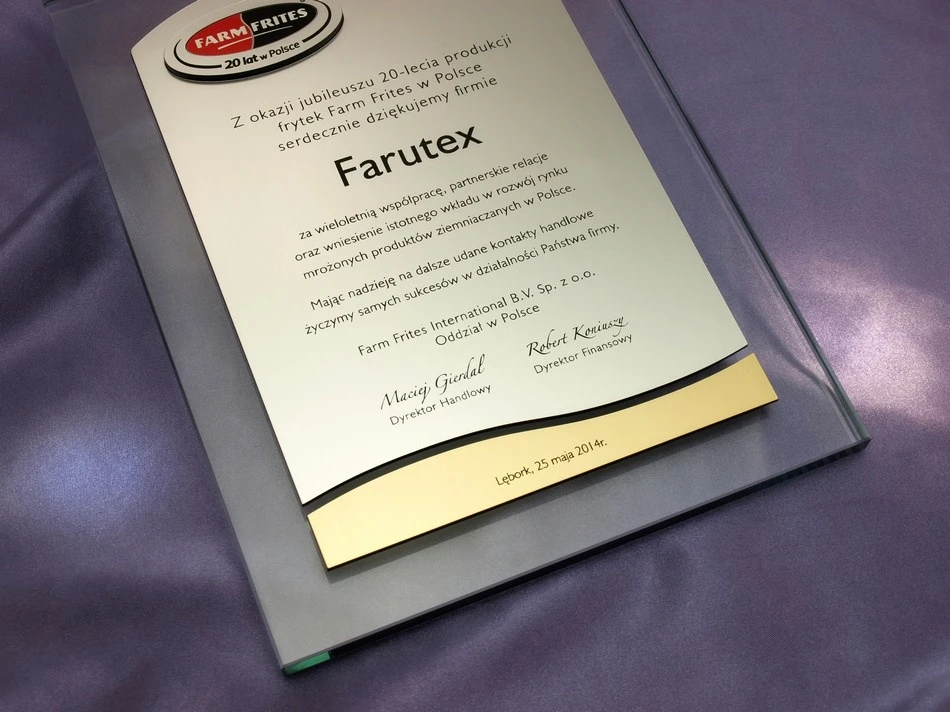 FARM FRITES
20 lat w Polsce
Z okazji jubileuszu 20-lecia produkcji
frytek Farm Frites w Polsce
serdecznie dziękujemy firmie
Farutex
za wieloletnią współpracę, partnerskie relacje
oraz wniesienie istotnego wkładu w rozwój rynku
mrożonych produktów ziemniaczanych w Polsce.
Mając nadzieję na dalsze udane kontakty handlowe
życzymy samych sukcesów w działalności Państwa firmy.
Farm Frites International B.V. Sp. z o.o.
Oddział w Polsce
Maciej Gierdal
Dyrektor Handlowy
Robert Koniuszy
Dyrektor Finansowy
Lębork, 25 maja 2014r.